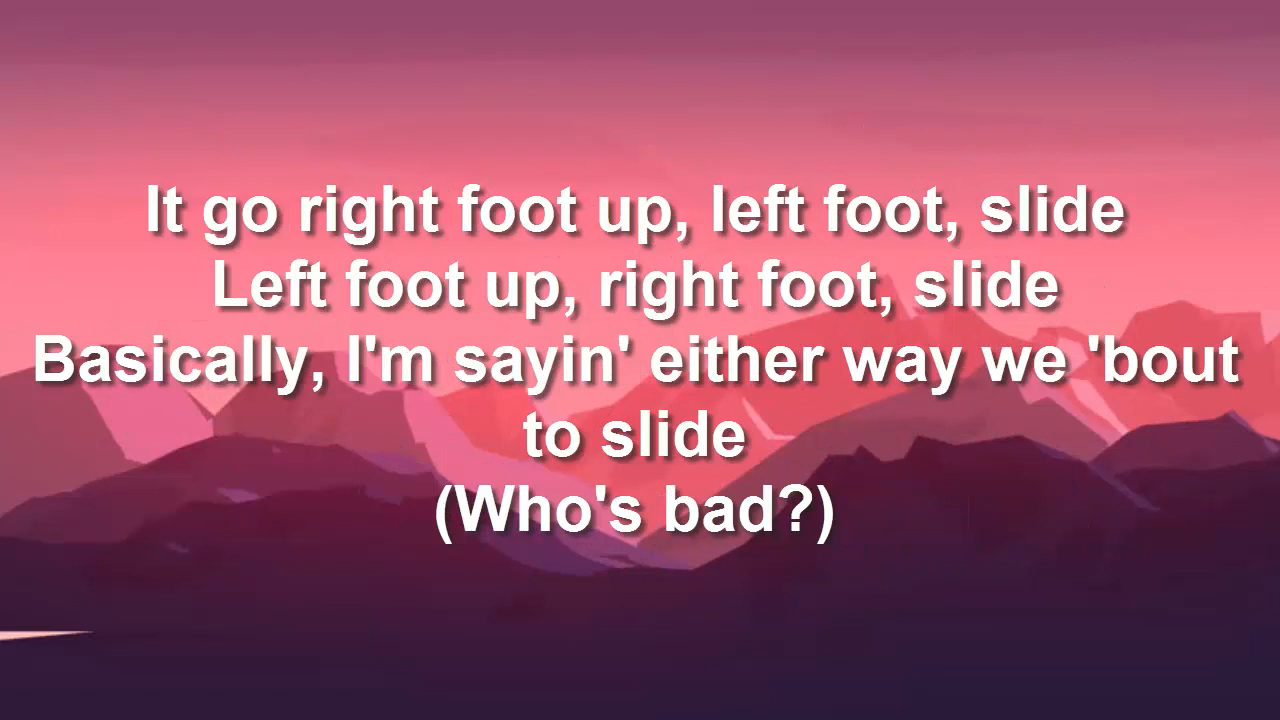 It go right foot up, left foot, slide
Left foot up, right foot, slide
Basically, I'm sayin' either way we 'bout
to slide
(Who's bad?)